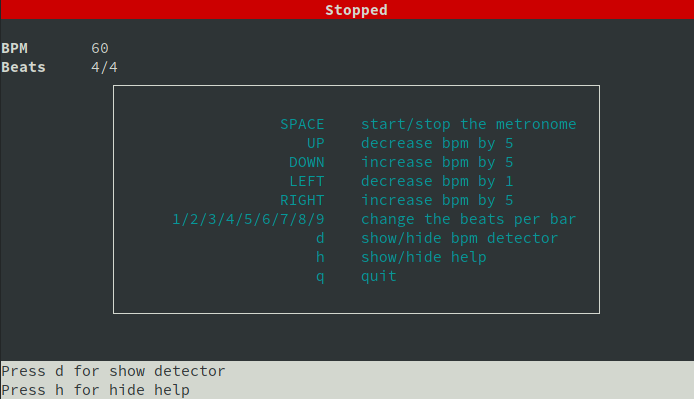 Stopped
BPM 60
Beats 4/4
SPACE start/stop the metronome
UP decrease bpm by 5
DOWN increase bpm by 5
LEFT decrease bpm by 1
RIGHT increase bpm by 5
1/2/3/4/5/6/7/8/9 change the beats per bar
d show/hide bpm detector
h show/hide help
q quit
Press d for show detector
Press h for hide help